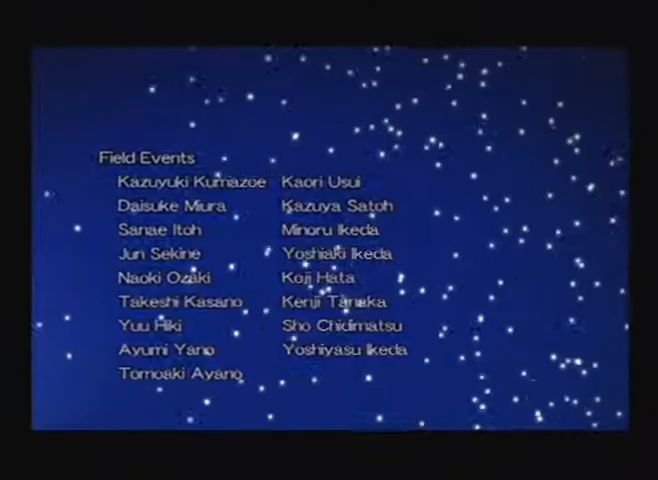 Field Events
Kazuyuki Kumazoe Kaori Usui
Daisuke Miura Kazuya Satoh
Sanae Itoh Minoru Ikeda
Jun Sekine Yoshiaki Ikeda
Naoki Ozaki Koji Hata
Takeshi Kasano Kenji Tanaka
Yuu Hiki Sho Chidimatsu
Ayumi Yano Yoshiyasu Ikeda
Tomoaki Ayano